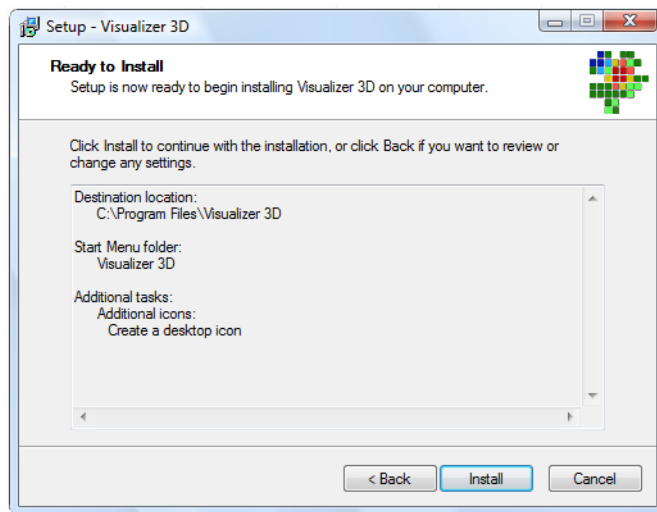 Setup - Visualizer 3D
Ready to Install
Setup is now ready to begin installing Visualizer 3D on your computer.
Click Install to continue with the installation, or click Back if you want to review or
change any settings.
Destination location:
C:\Program Files\Visualizer 3D
Start Menu folder:
Visualizer 3D
Additional tasks:
Additional icons:
Create a desktop icon
< Back
Install
Cancel